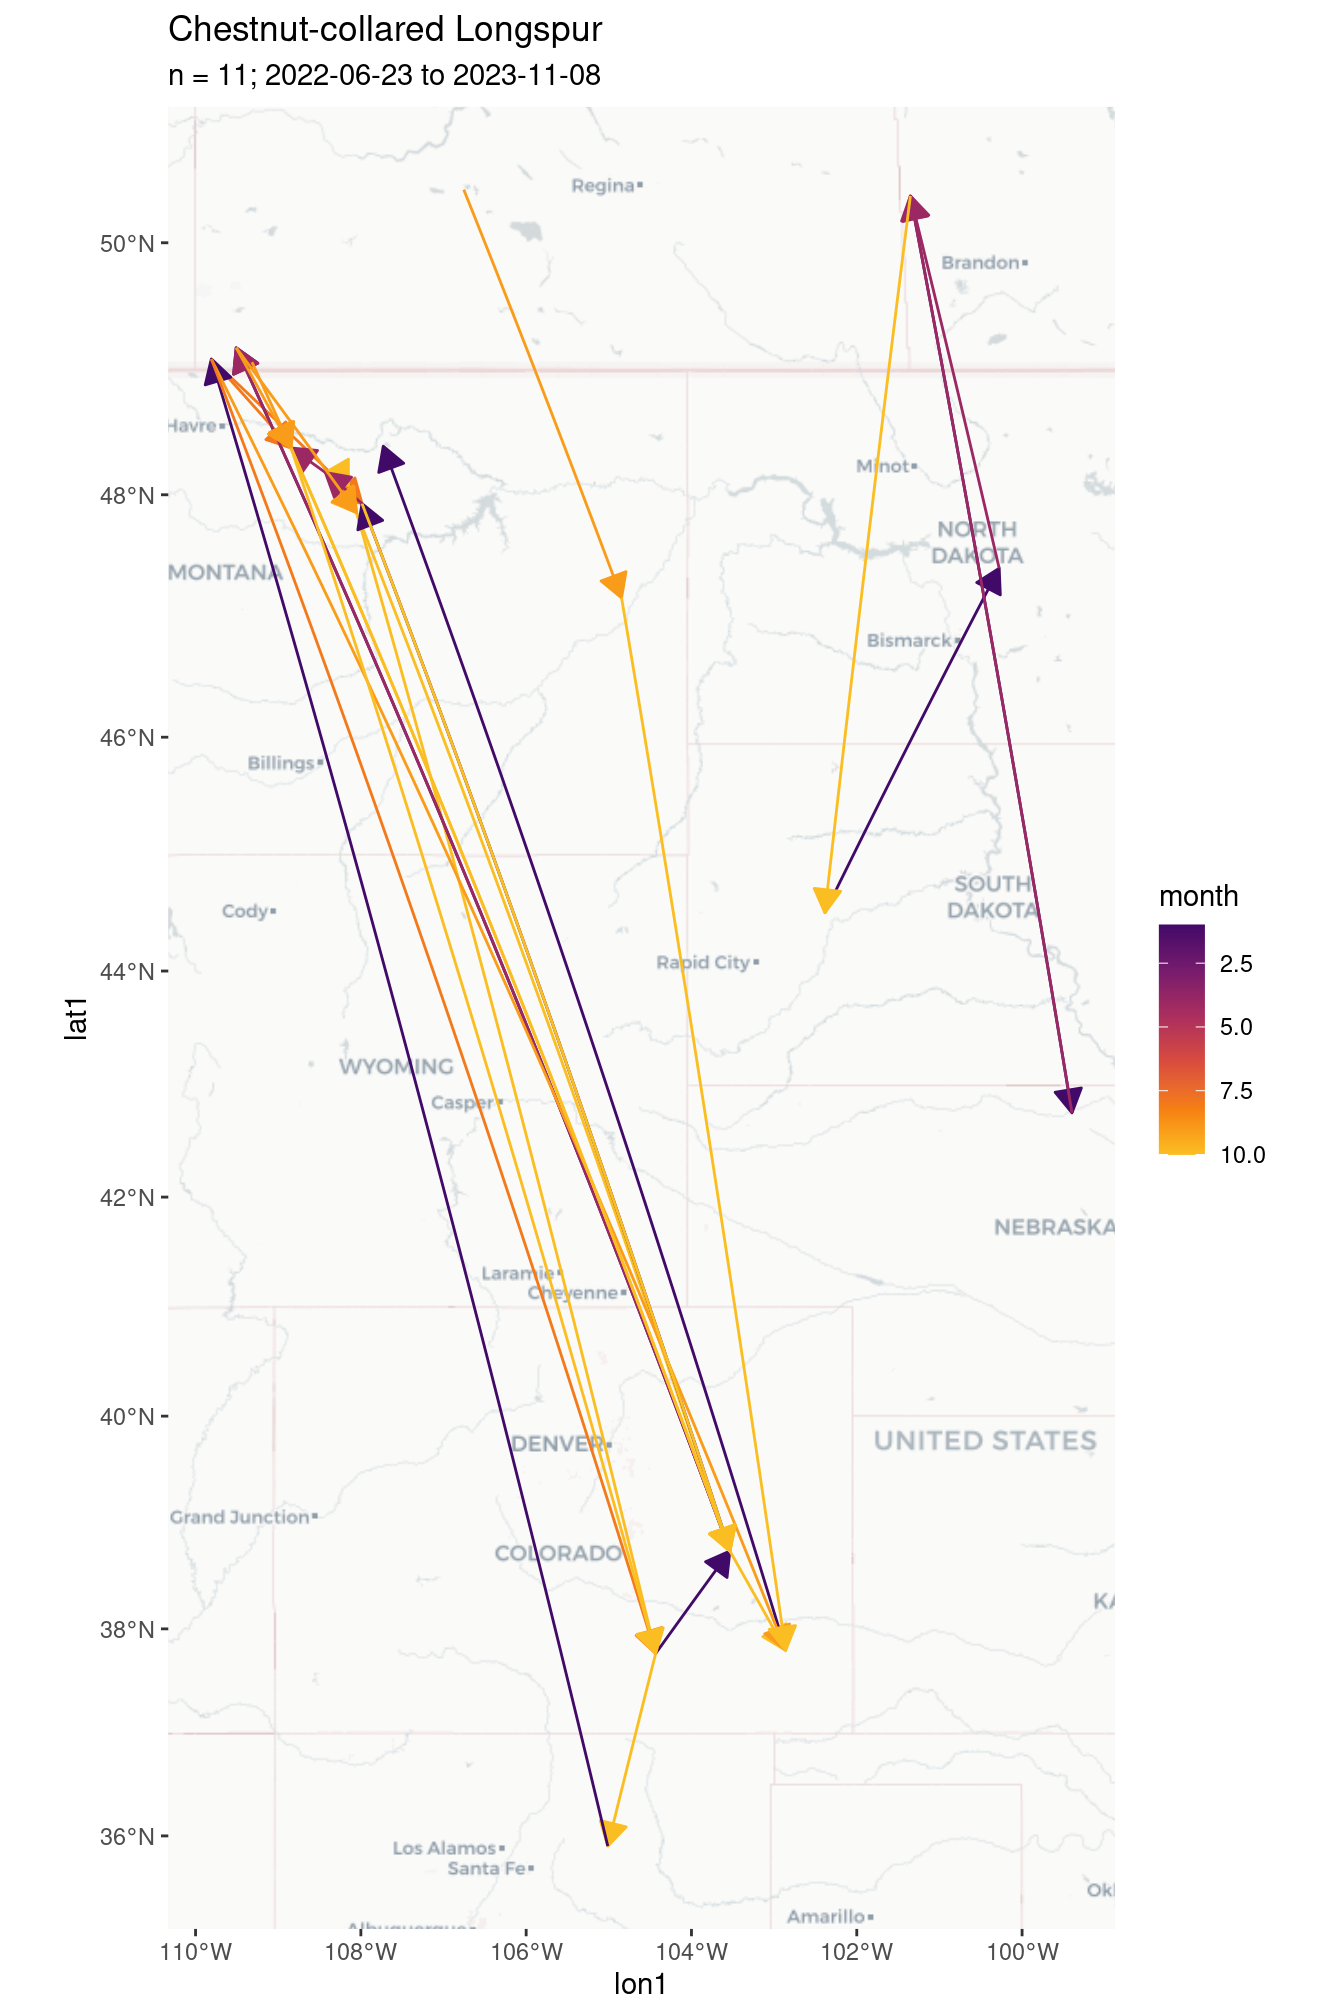 Chestnut-collared Longspur
n = 11; 2022-06-23 to 2023-11-08
Regina
50°N
Brandon
Havre
Minot
48°N
NORTH
DAKOTA
MONTANA
Bismarck
46°N
Billings
month
SOUTH
DAKOTA
Cody
2.5
Rapid City
44°N
lat1
5.0
WYOMING
7.5
Casper
10.0
42°N
NEBRASKA
Laramie
Cheyenne
40°N
DENVER
UNITED STATES
Grand Junction
COLORADO
KA
38°N
36°N
Los Alamos
Santa Fe
Okl
Amarillo
Albuquerque
110°W 108°W 106°W 104°W 102°W 100°W
lon1